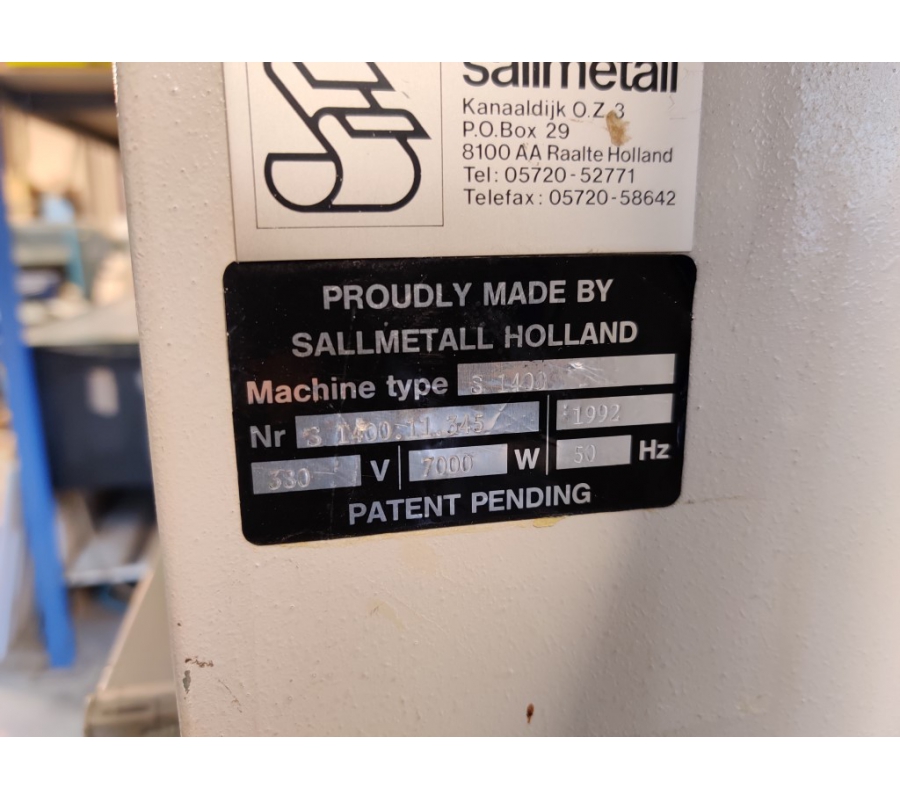 sallmetall
Kanaaldijk O.Z.3
P.O.Box 29
8100 AA Raalte Holland
Tel: 05720-52771
Telefax: 05720-58642
PROUDLY MADE BY
SALLMETALL HOLLAND
Machine type S 1400
Nr S 1400.11.345 1992
V 7000 W 50 Hz
PATENT PENDING